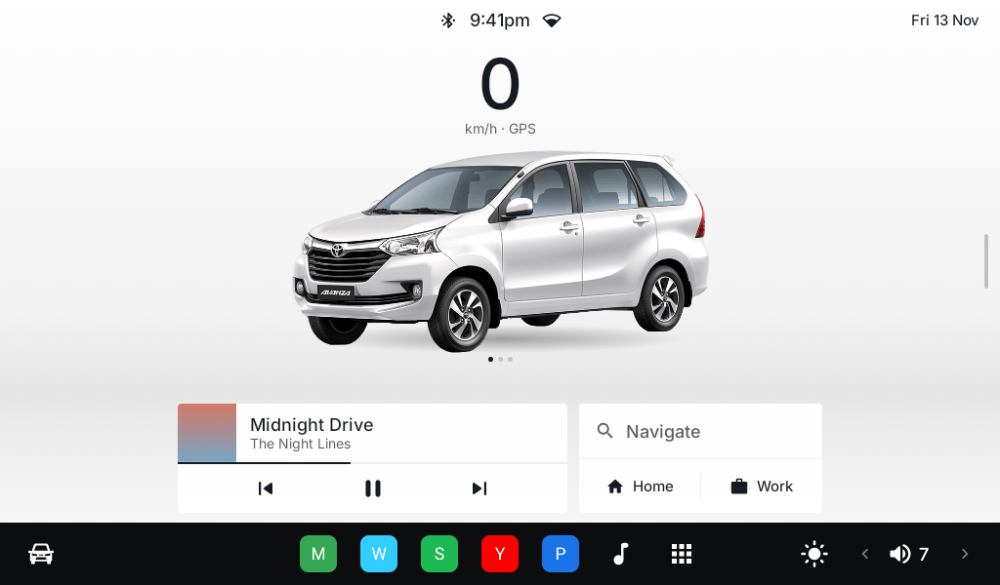 9:41pm
Fri 13 Nov
0
km/h · GPS
AVANZA
Midnight Drive
The Night Lines
Navigate
Home
Work
M
W
S
Y
P
7